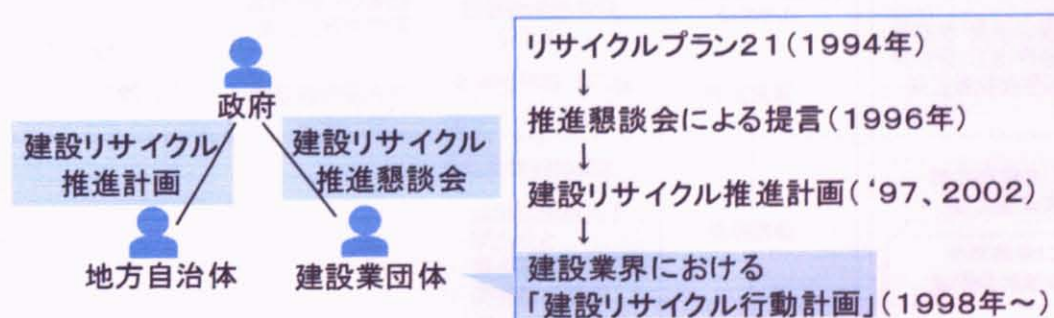 政府
建設リサイクル
推進計画
建設リサイクル
推進懇談会
地方自治体
建設業団体
リサイクルプラン21(1994年)
↓
推進懇談会による提言(1996年)
↓
建設リサイクル推進計画(‘97、2002)
↓
建設業界における
「建設リサイクル行動計画」(1998年～)